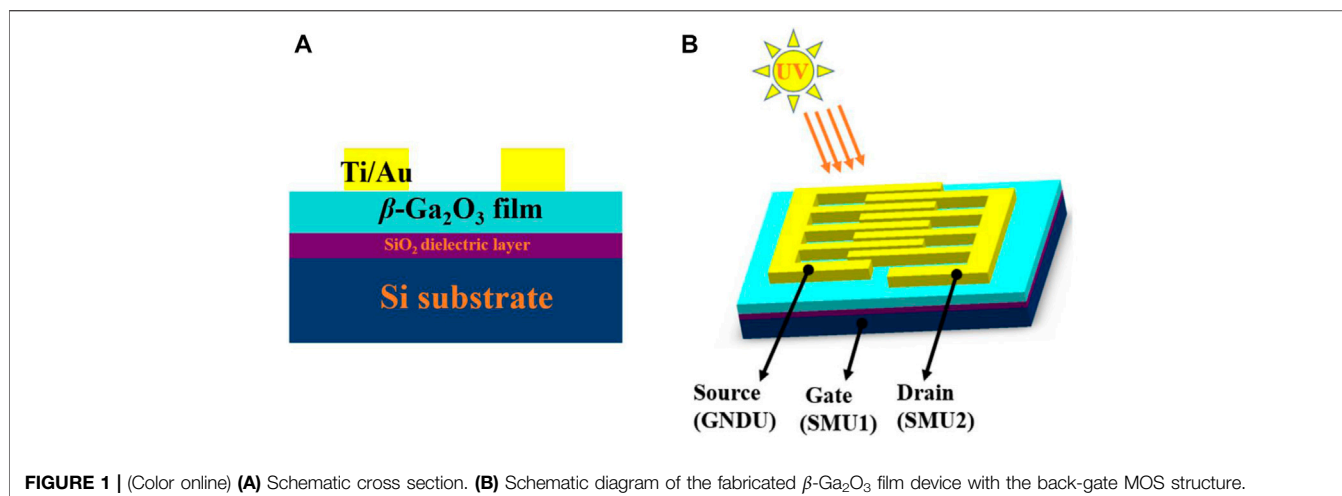 A
Ti/Au
β-Ga₂O₃ film
SiO₂ dielectric layer
Si substrate
B
UV
Source
(GNDU)
Gate
(SMU1)
Drain
(SMU2)
FIGURE 1 | (Color online) (A) Schematic cross section. (B) Schematic diagram of the fabricated β-Ga₂O₃ film device with the back-gate MOS structure.